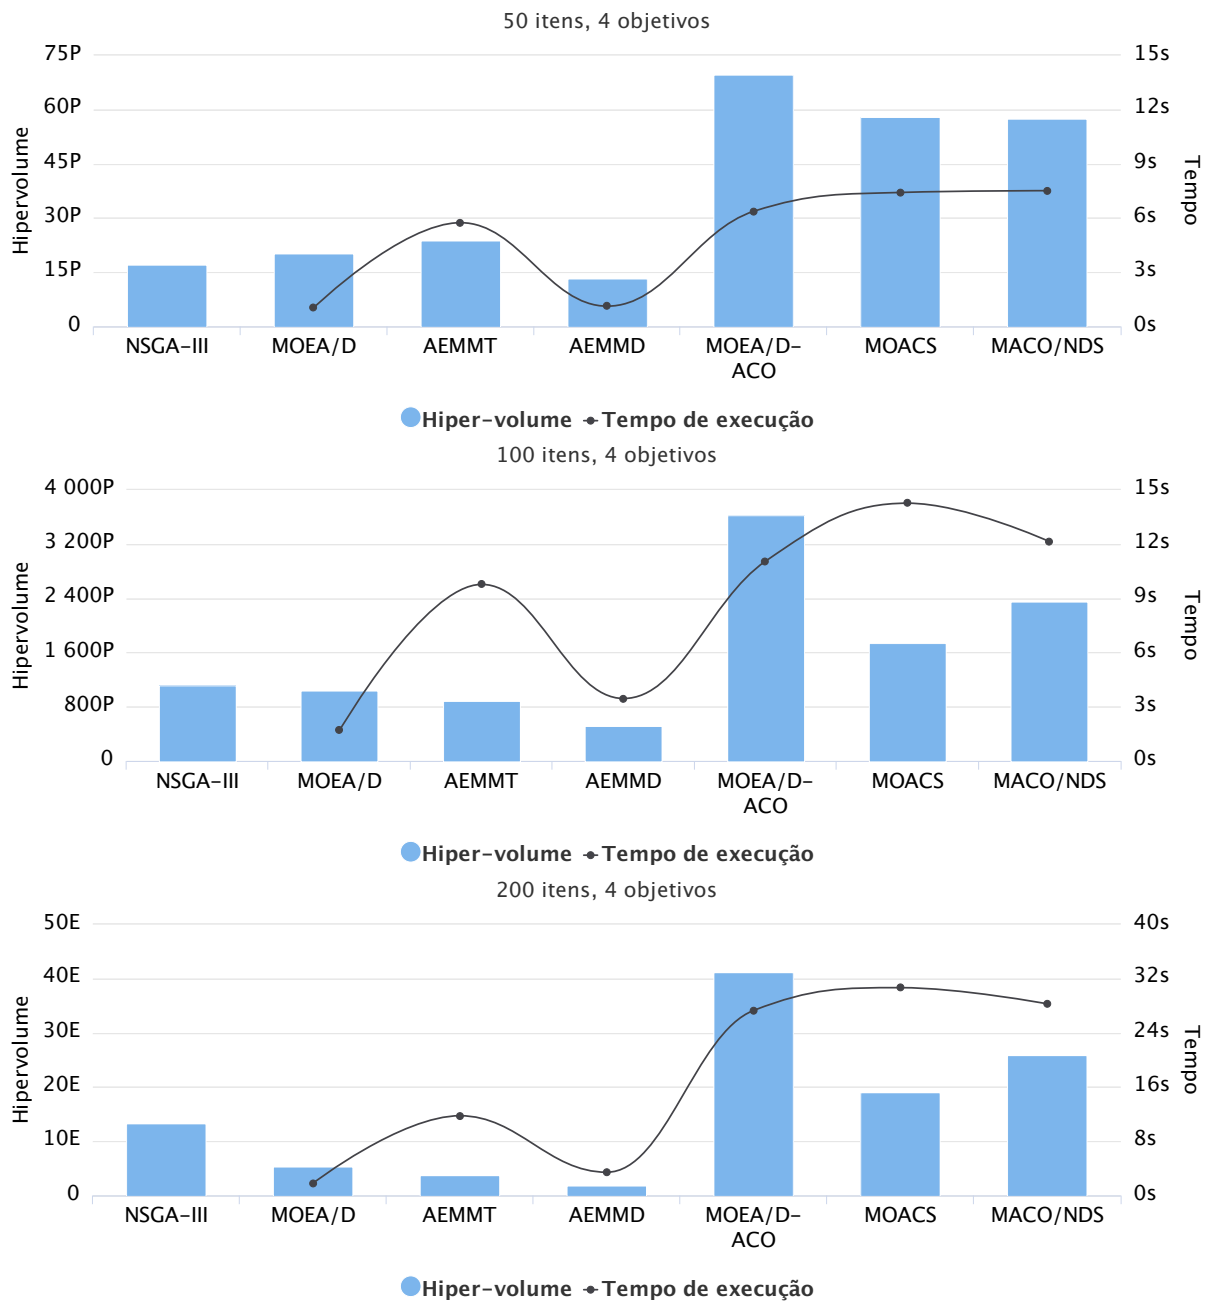 50 itens, 4 objetivos
75P
60P
45P
30P
15P
0
Hipervolume
15s
12s
9s
6s
3s
0s
Tempo
NSGA-III
MOEA/D
AEMMT
AEMMD
MOEA/D-
ACO
MOACS
MACO/NDS
Hiper-volume
Tempo de execução
100 itens, 4 objetivos
4 000P
3 200P
2 400P
1 600P
800P
0
Hipervolume
15s
12s
9s
6s
3s
0s
Tempo
NSGA-III
MOEA/D
AEMMT
AEMMD
MOEA/D-
ACO
MOACS
MACO/NDS
Hiper-volume
Tempo de execução
200 itens, 4 objetivos
50E
40E
30E
20E
10E
0
Hipervolume
40s
32s
24s
16s
8s
0s
Tempo
NSGA-III
MOEA/D
AEMMT
AEMMD
MOEA/D-
ACO
MOACS
MACO/NDS
Hiper-volume
Tempo de execução